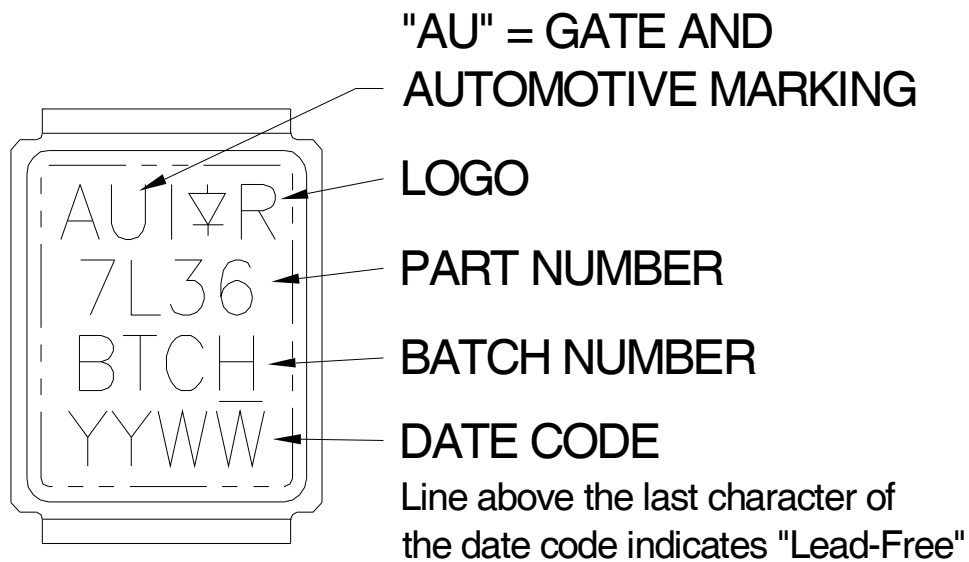 "AU" = GATE AND
AUTOMOTIVE MARKING
AUI R
LOGO
7L36
PART NUMBER
BTCH
BATCH NUMBER
YYWW
DATE CODE
Line above the last character of
the date code indicates "Lead-Free"